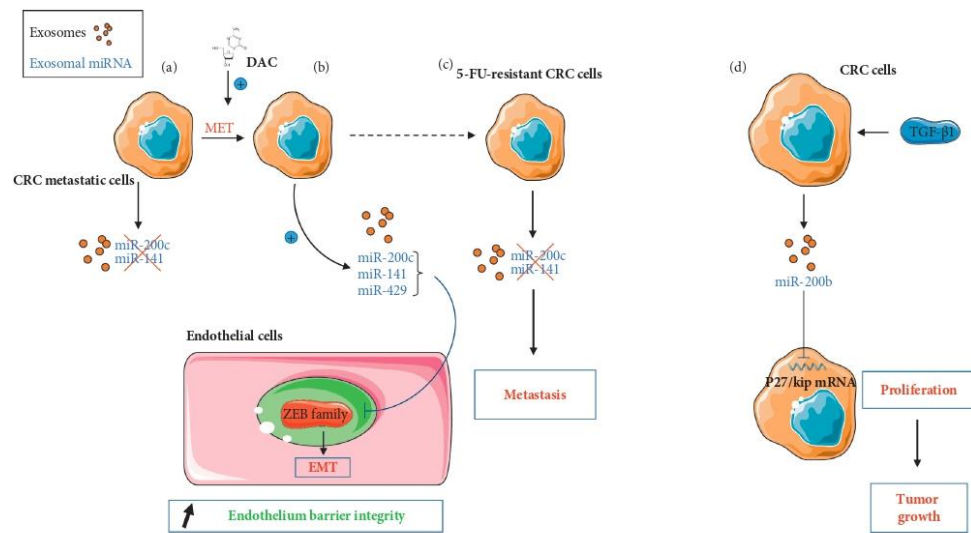 Exosomes
Exosomal miRNA
(a)
DAC
(b)
(c)
5-FU-resistant CRC cells
(d)
CRC cells
MET
TGF-β1
CRC metastatic cells
miR-200c
miR-141
miR-200c
miR-141
miR-429
miR-200c
miR-141
miR-200b
Endothelial cells
ZEB family
EMT
Endothelium barrier integrity
Metastasis
P27/kip mRNA
Proliferation
Tumor
growth